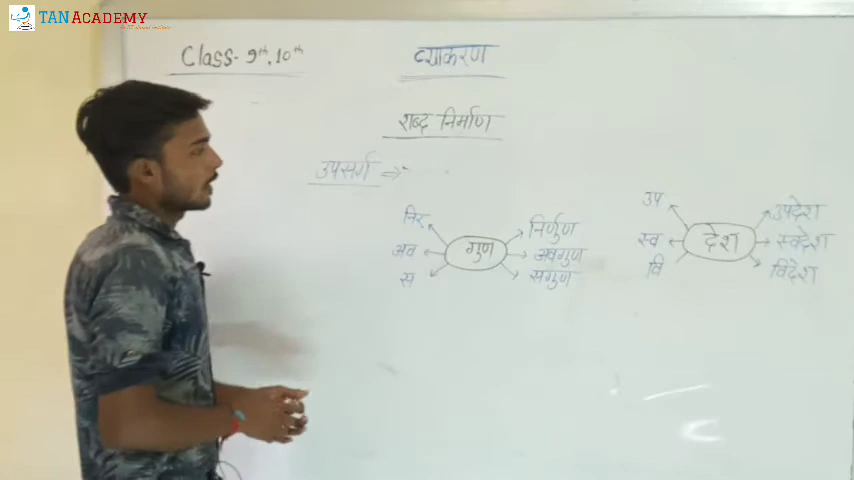 TAN ACADEMY
Class- 9th, 10th
व्याकरण
शब्द निर्माण
उपसर्ग ⇒
निर
अव
स
गुण
निर्गुण
अवगुण
सगुण
उप
स्व
वि
देश
उपदेश
स्वदेश
विदेश